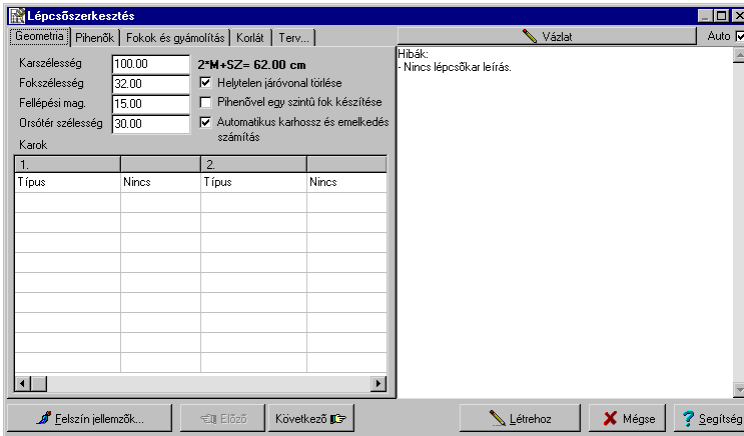 Lépcsőszerkesztés
Geometria Pihenők Fokok és gyámolítás Korlát Terv...
Karszélesség 100.00 2*M+SZ= 62.00 cm
Fokszélesség 32.00 Helytelen járóvonal törlése
Fellépési mag. 15.00 Pihenővel egy szintű fok készítése
Orsótér szélesség 30.00 Automatikus karhossz és emelkedés
számítás
Karok
1. 2.
Típus Nincs Típus Nincs
Vázlat Auto
Hibák:
- Nincs lépcsőkar leírás.
Felszín jellemzők... Előző Következő Létrehoz Mégse Segítség